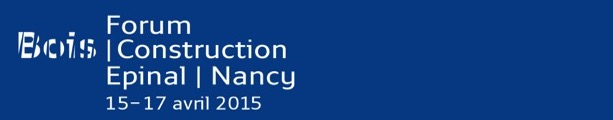 Bois
Forum
| Construction
Epinal | Nancy
15–17 avril 2015